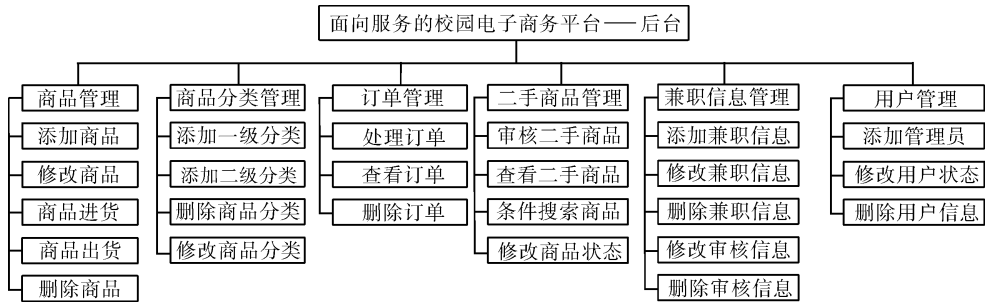 面向服务的校园电子商务平台——后台
商品管理
添加商品
修改商品
商品进货
商品出货
删除商品
商品分类管理
添加一级分类
添加二级分类
删除商品分类
修改商品分类
订单管理
处理订单
查看订单
删除订单
二手商品管理
审核二手商品
查看二手商品
条件搜索商品
修改商品状态
兼职信息管理
添加兼职信息
修改兼职信息
删除兼职信息
修改审核信息
删除审核信息
用户管理
添加管理员
修改用户状态
删除用户信息